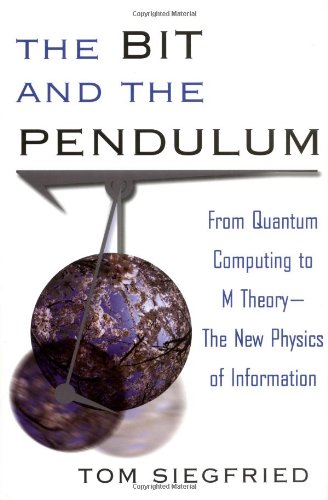 THE BIT
AND THE
PENDULUM
From Quantum
Computing to
M Theory—
The New Physics
of Information
TOM SIEGFRIED